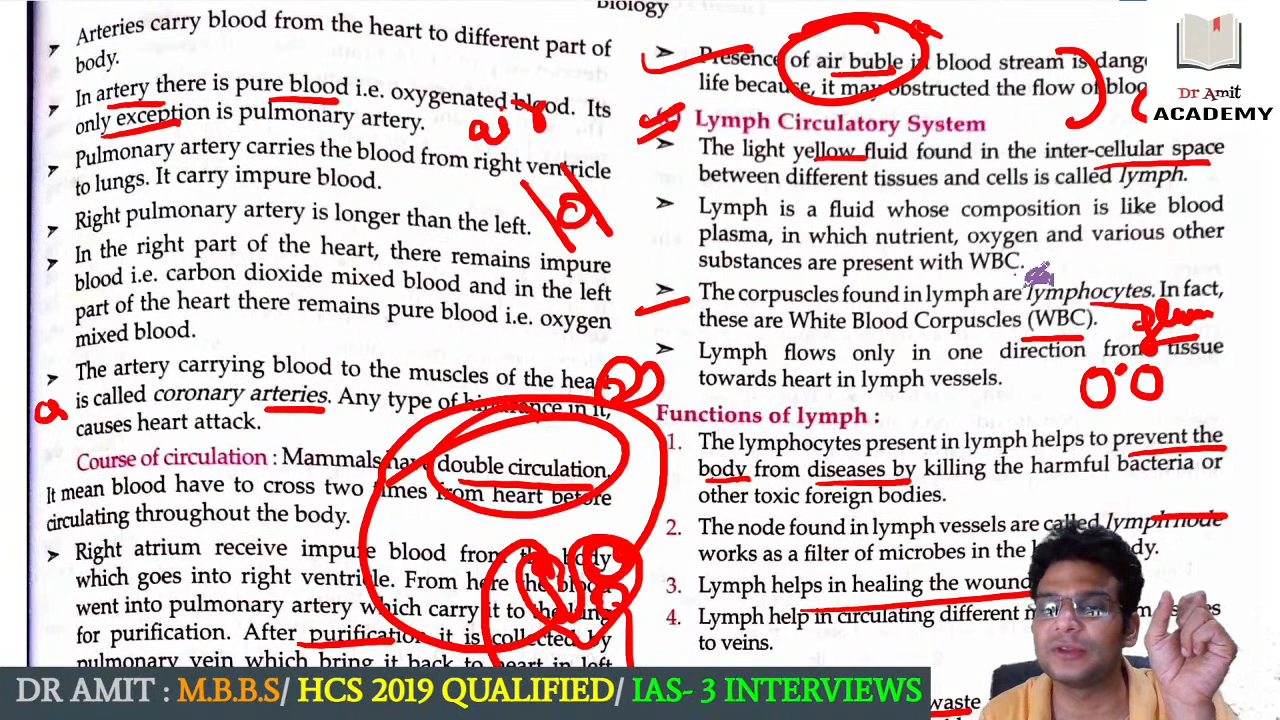 Biology
Arteries carry blood from the heart to different part of
body.
In artery there is pure blood i.e. oxygenated blood. Its
only exception is pulmonary artery.
Pulmonary artery carries the blood from right ventricle
to lungs. It carry impure blood.
Right pulmonary artery is longer than the left.
In the right part of the heart, there remains impure
blood i.e. carbon dioxide mixed blood and in the left
part of the heart there remains pure blood i.e. oxygen
mixed blood.
The artery carrying blood to the muscles of the heart
is called coronary arteries. Any type of hindrance in it,
causes heart attack.
Course of circulation : Mammals have double circulation.
It mean blood have to cross two times from heart before
circulating throughout the body.
Right atrium receive impure blood from the body
which goes into right ventricle. From here the blood
went into pulmonary artery which carry it to the lung
for purification. After purification it is collected by
pulmonary vein which bring it back to heart in left
air
Presence of air buble in blood stream is dange
life because, it may obstructed the flow of bloo
Lymph Circulatory System
The light yellow fluid found in the inter-cellular space
between different tissues and cells is called lymph.
Lymph is a fluid whose composition is like blood
plasma, in which nutrient, oxygen and various other
substances are present with WBC.
The corpuscles found in lymph are lymphocytes. In fact,
these are White Blood Corpuscles (WBC).
Lymph flows only in one direction from tissue
towards heart in lymph vessels.
Functions of lymph :
1. The lymphocytes present in lymph helps to prevent the
body from diseases by killing the harmful bacteria or
other toxic foreign bodies.
2. The node found in lymph vessels are called lymph node
works as a filter of microbes in the
3. Lymph helps in healing the wound
4. Lymph help in circulating different
to veins.
waste
Dr Amit
ACADEMY
DR AMIT : M.B.B.S/ HCS 2019 QUALIFIED/ IAS- 3 INTERVIEWS